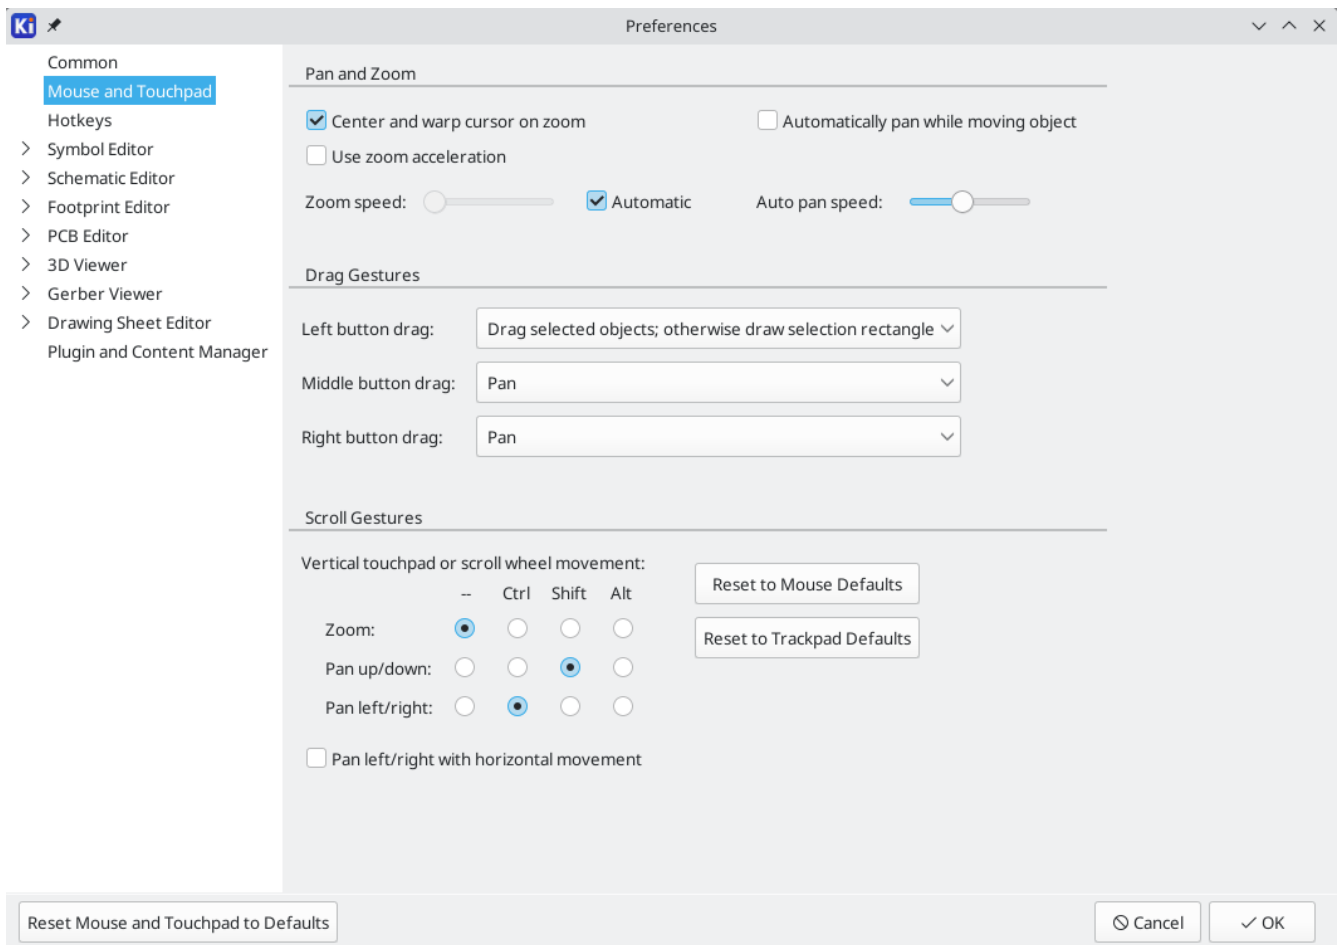 Ki Preferences
Common
Mouse and Touchpad
Hotkeys
Symbol Editor
Schematic Editor
Footprint Editor
PCB Editor
3D Viewer
Gerber Viewer
Drawing Sheet Editor
Plugin and Content Manager
Pan and Zoom
Center and warp cursor on zoom Automatically pan while moving object
Use zoom acceleration
Zoom speed: Automatic Auto pan speed:
Drag Gestures
Left button drag: Drag selected objects; otherwise draw selection rectangle
Middle button drag: Pan
Right button drag: Pan
Scroll Gestures
Vertical touchpad or scroll wheel movement:
-- Ctrl Shift Alt
Zoom:
Pan up/down:
Pan left/right:
Reset to Mouse Defaults
Reset to Trackpad Defaults
Pan left/right with horizontal movement
Reset Mouse and Touchpad to Defaults Cancel OK